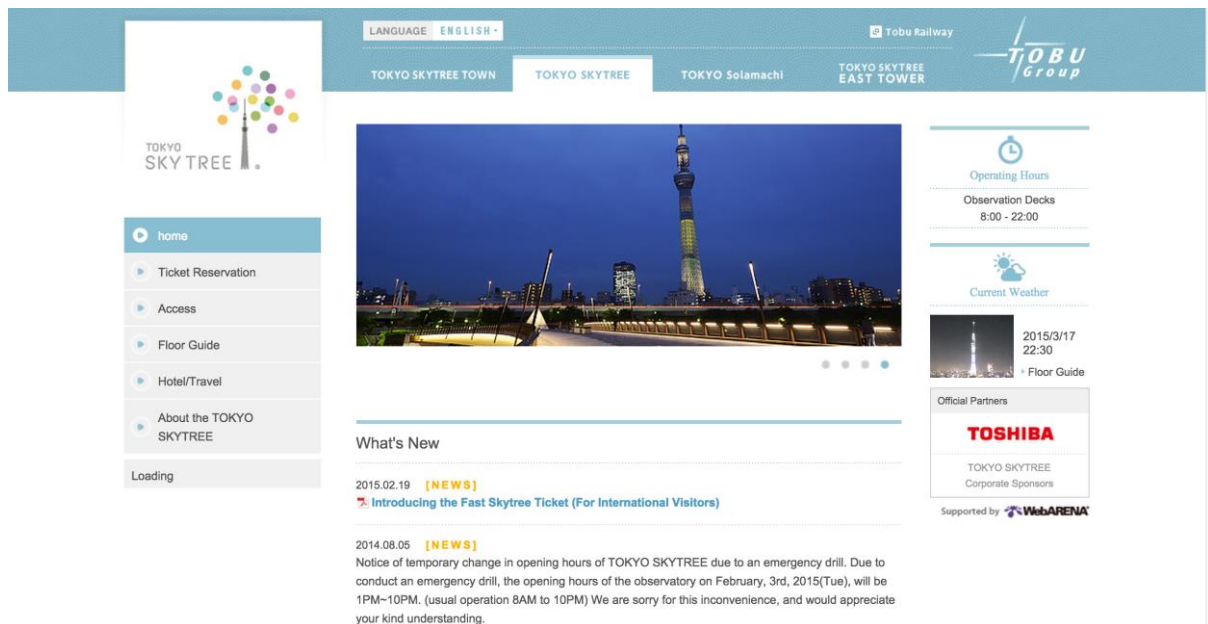 LANGUAGE ENGLISH
Tobu Railway
TOBU
Group
TOKYO SKYTREE TOWN
TOKYO SKYTREE
TOKYO Solamachi
TOKYO SKYTREE
EAST TOWER
TOKYO
SKYTREE
home
Ticket Reservation
Access
Floor Guide
Hotel/Travel
About the TOKYO
SKYTREE
Loading
What's New
2015.02.19 [NEWS]
Introducing the Fast Skytree Ticket (For International Visitors)
2014.08.05 [NEWS]
Notice of temporary change in opening hours of TOKYO SKYTREE due to an emergency drill. Due to
conduct an emergency drill, the opening hours of the observatory on February, 3rd, 2015(Tue), will be
1PM~10PM. (usual operation 8AM to 10PM) We are sorry for this inconvenience, and would appreciate
your kind understanding.
Operating Hours
Observation Decks
8:00 - 22:00
Current Weather
2015/3/17
22:30
Floor Guide
Official Partners
TOSHIBA
TOKYO SKYTREE
Corporate Sponsors
Supported by WebARENA